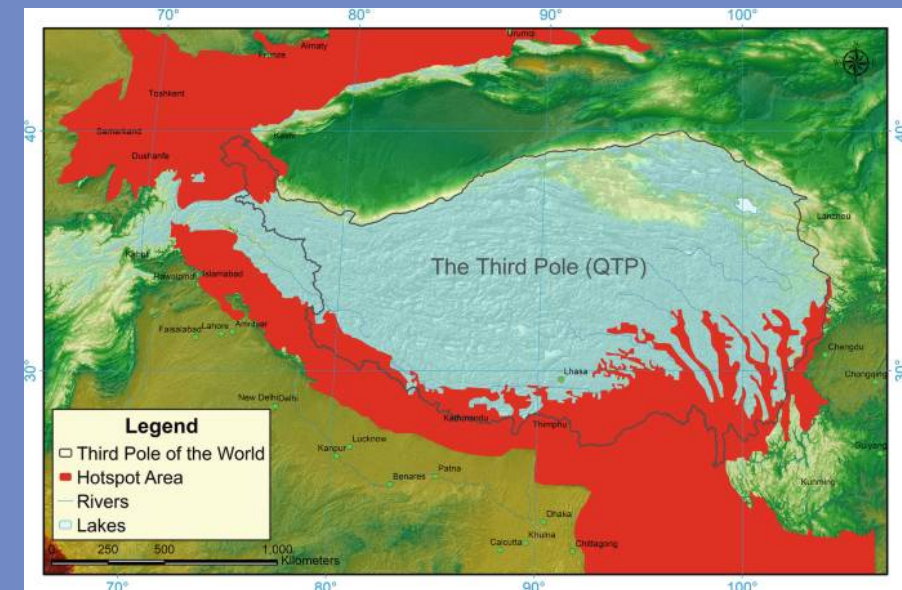 70°
80°
90°
100°
Urumqi
Almaty
Frunze
Toshkent
40°
Samarkand
Kashi
40°
Dushanfe
Lanzhou
Kabul
The Third Pole (QTP)
Rawalpindi
Islamabad
Faisalabad
Lahore
Amritsar
Chengdu
30°
Lhasa
Chongqing
30°
New Delhi
Delhi
Kathmandu
Thimphu
Lucknow
Kanpur
Guiyang
Patna
Benares
Kunming
Dhaka
Khulna
Calcutta
Chittagong
Legend
Third Pole of the World
Hotspot Area
Rivers
Lakes
0 250 500 1,000
Kilometers
70°
80°
90°
100°